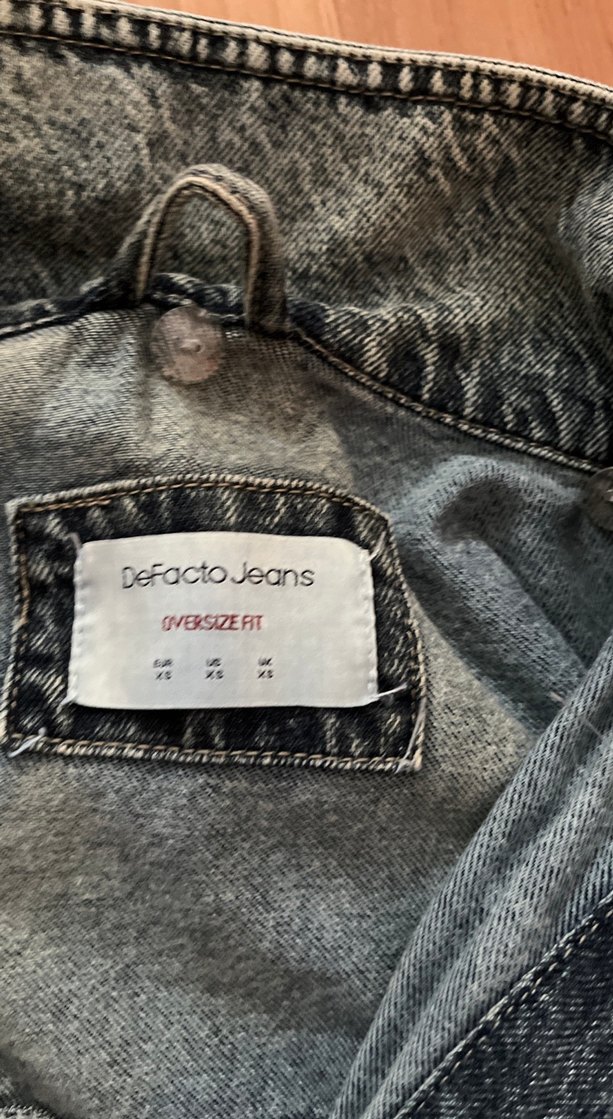 DeFacto Jeans
OVERSIZE FIT
EUR US UK
XS XS XS